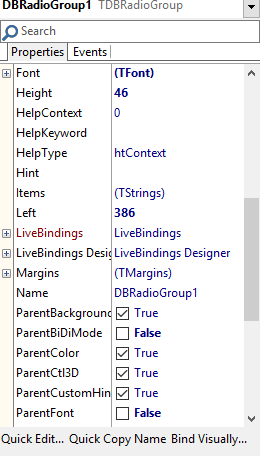 DBRadioGroup1 TDBRadioGroup
Search
Properties Events
Font (TFont)
Height 46
HelpContext 0
HelpKeyword
HelpType htContext
Hint
Items (TStrings)
Left 386
LiveBindings LiveBindings
LiveBindings Desig LiveBindings Designer
Margins (TMargins)
Name DBRadioGroup1
ParentBackground True
ParentBiDiMode False
ParentColor True
ParentCtl3D True
ParentCustomHin True
ParentFont False
Quick Edit... Quick Copy Name Bind Visually...